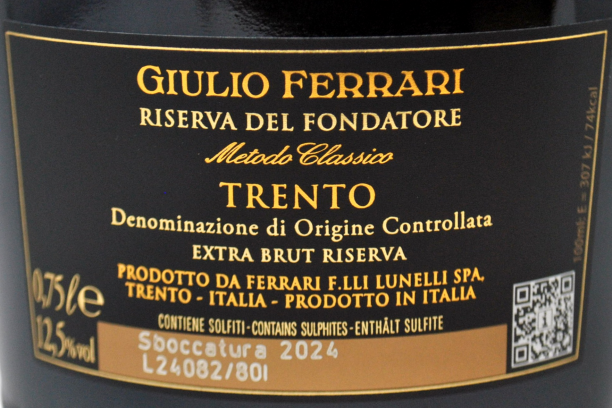 GIULIO FERRARI
RISERVA DEL FONDATORE
Metodo Classico
TRENTO
Denominazione di Origine Controllata
EXTRA BRUT RISERVA
PRODOTTO DA FERRARI F.LLI LUNELLI SPA,
TRENTO - ITALIA - PRODOTTO IN ITALIA
0,75 l e
12,5%vol
CONTIENE SOLFITI - CONTAINS SULPHITES - ENTHÄLT SULFITE
Sboccatura 2024
L24082/80I
100ml: E = 307 kJ / 74kcal